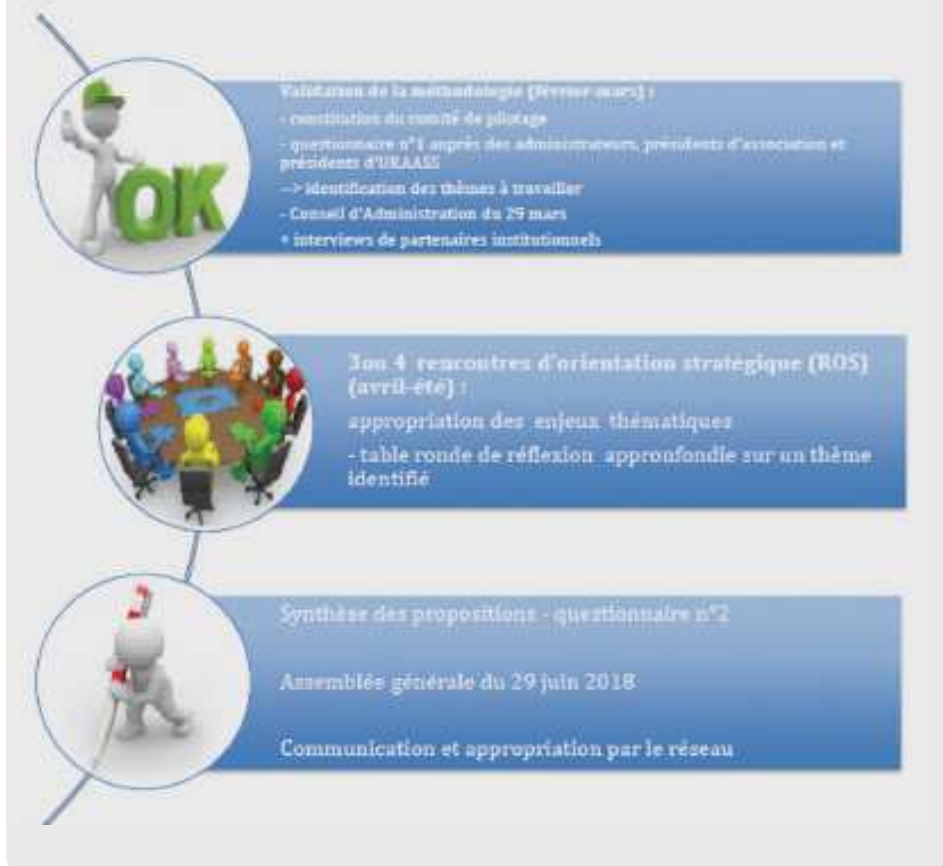 OK
Validation de la méthodologie (février-mars) :
- constitution du comité de pilotage
- questionnaire n°1 auprès des administrateurs, présidents d'association et
présidents d'URAASS
--> identification des thèmes à travailler
- Conseil d'Administration du 29 mars
+ interviews de partenaires institutionnels
3ou 4 rencontres d'orientation stratégique (ROS)
(avril-été) :
appropriation des enjeux thématiques
- table ronde de réflexion appronfondie sur un thème
identifié
Synthèse des propositions - questionnaire n°2
Assemblée générale du 29 juin 2018
Communication et appropriation par le réseau